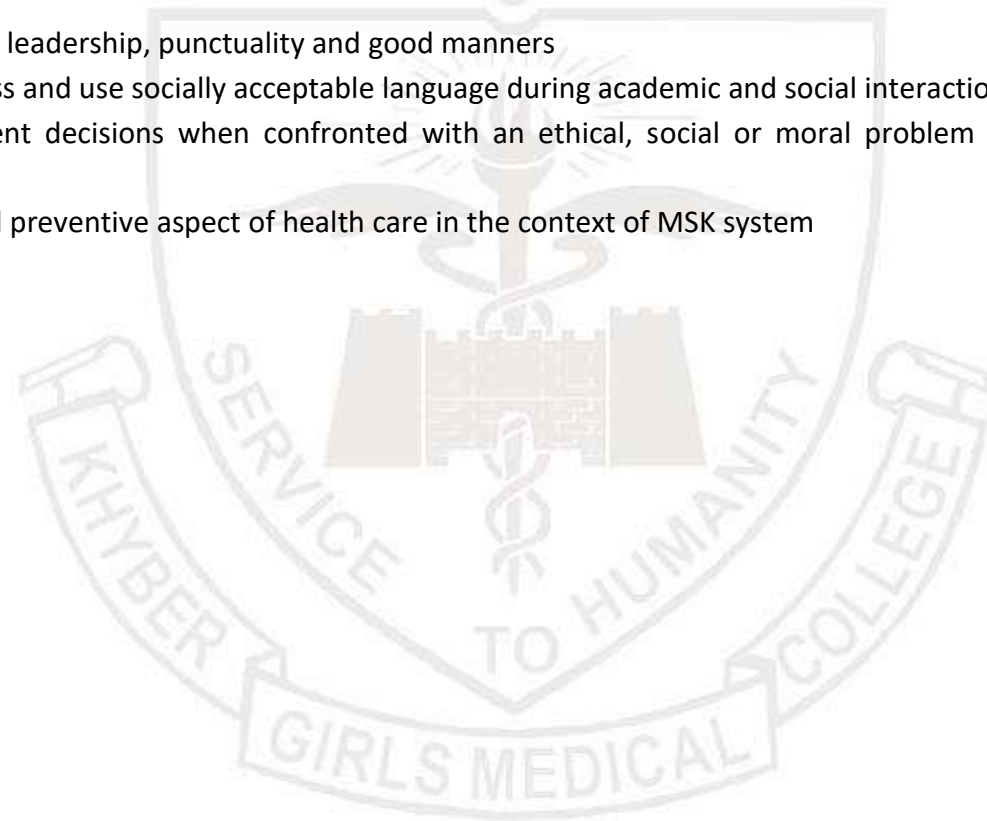 leadership, punctuality and good manners
ss and use socially acceptable language during academic and social interactio
ent decisions when confronted with an ethical, social or moral problem
preventive aspect of health care in the context of MSK system
SERVICE TO HUMANITY
KHYBER GIRLS MEDICAL COLLEGE